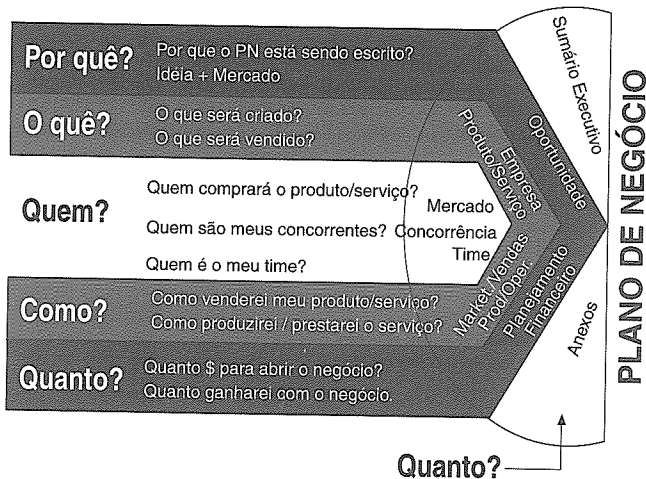 Por quê?
Por que o PN está sendo escrito?
Idéia + Mercado
O quê?
O que será criado?
O que será vendido?
Quem?
Quem comprará o produto/serviço?
Quem são meus concorrentes?
Quem é o meu time?
Como?
Como venderei meu produto/serviço?
Como produzirei / prestarei o serviço?
Quanto?
Quanto $ para abrir o negócio?
Quanto ganharei com o negócio.
Mercado
Concorrência
Time
Empresa
Produto/Serviço
Market./Vendas
Prod/Oper.
Oportunidade
Planejamento
Financeiro
Sumário Executivo
Anexos
PLANO DE NEGÓCIO
Quanto?